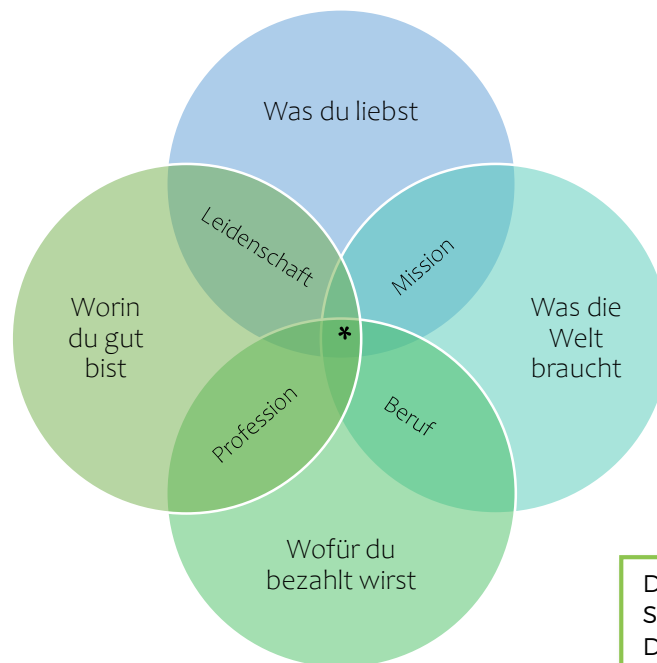 Was du liebst
Leidenschaft
Mission
Worin
du gut
bist
*
Was die
Welt
braucht
Profession
Beruf
Wofür du
bezahlt wirst